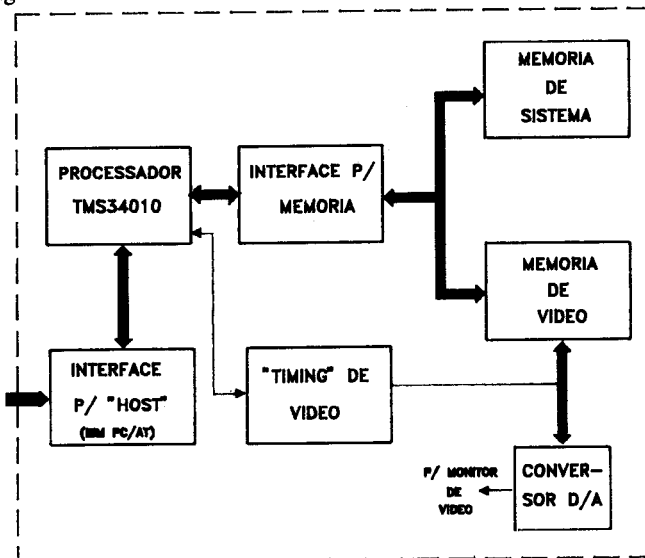 g
MEMORIA
DE
SISTEMA
PROCESSADOR
TMS34010
INTERFACE P/
MEMORIA
MEMORIA
DE
VIDEO
INTERFACE
P/ "HOST"
PC/AT)
"TIMING" DE
VIDEO
P/ MONITOR
DE
VIDEO
CONVER-
SOR D/A